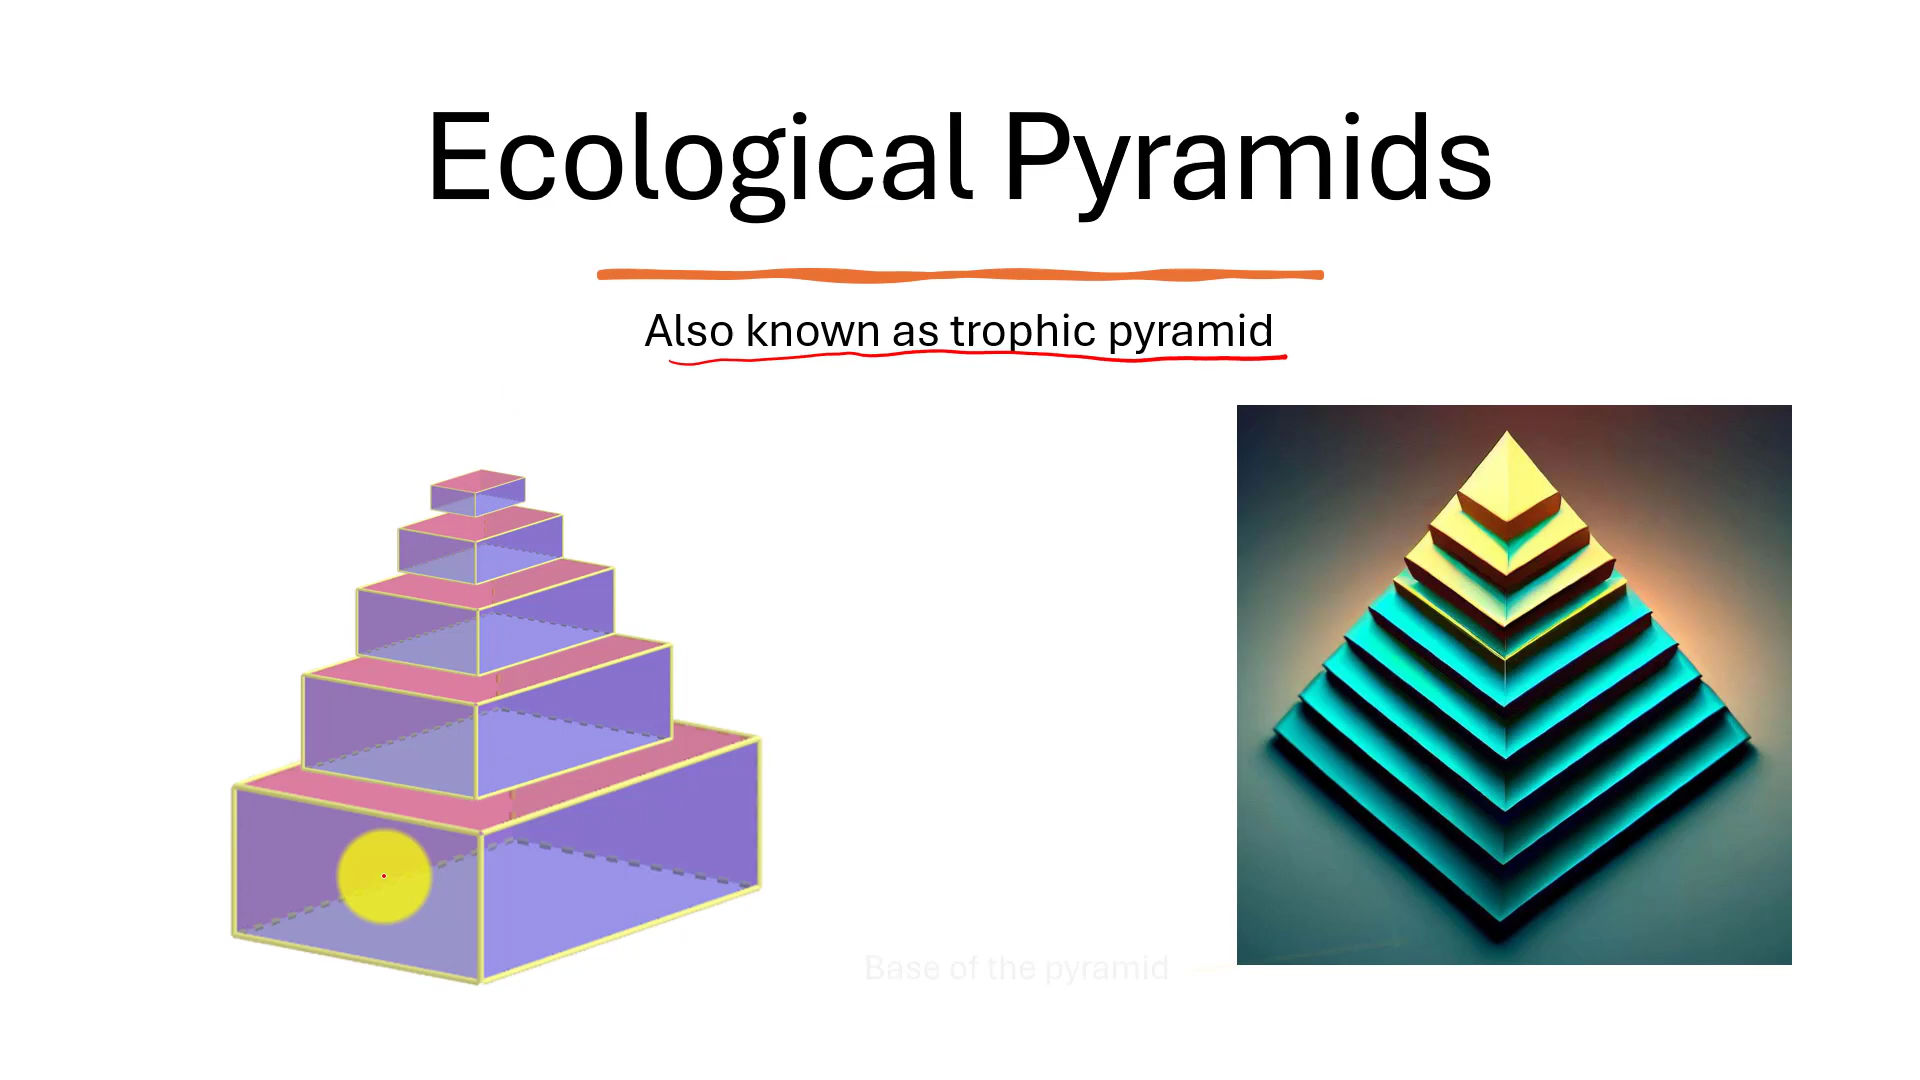 Ecological Pyramids
Also known as trophic pyramid
Base of the pyramid